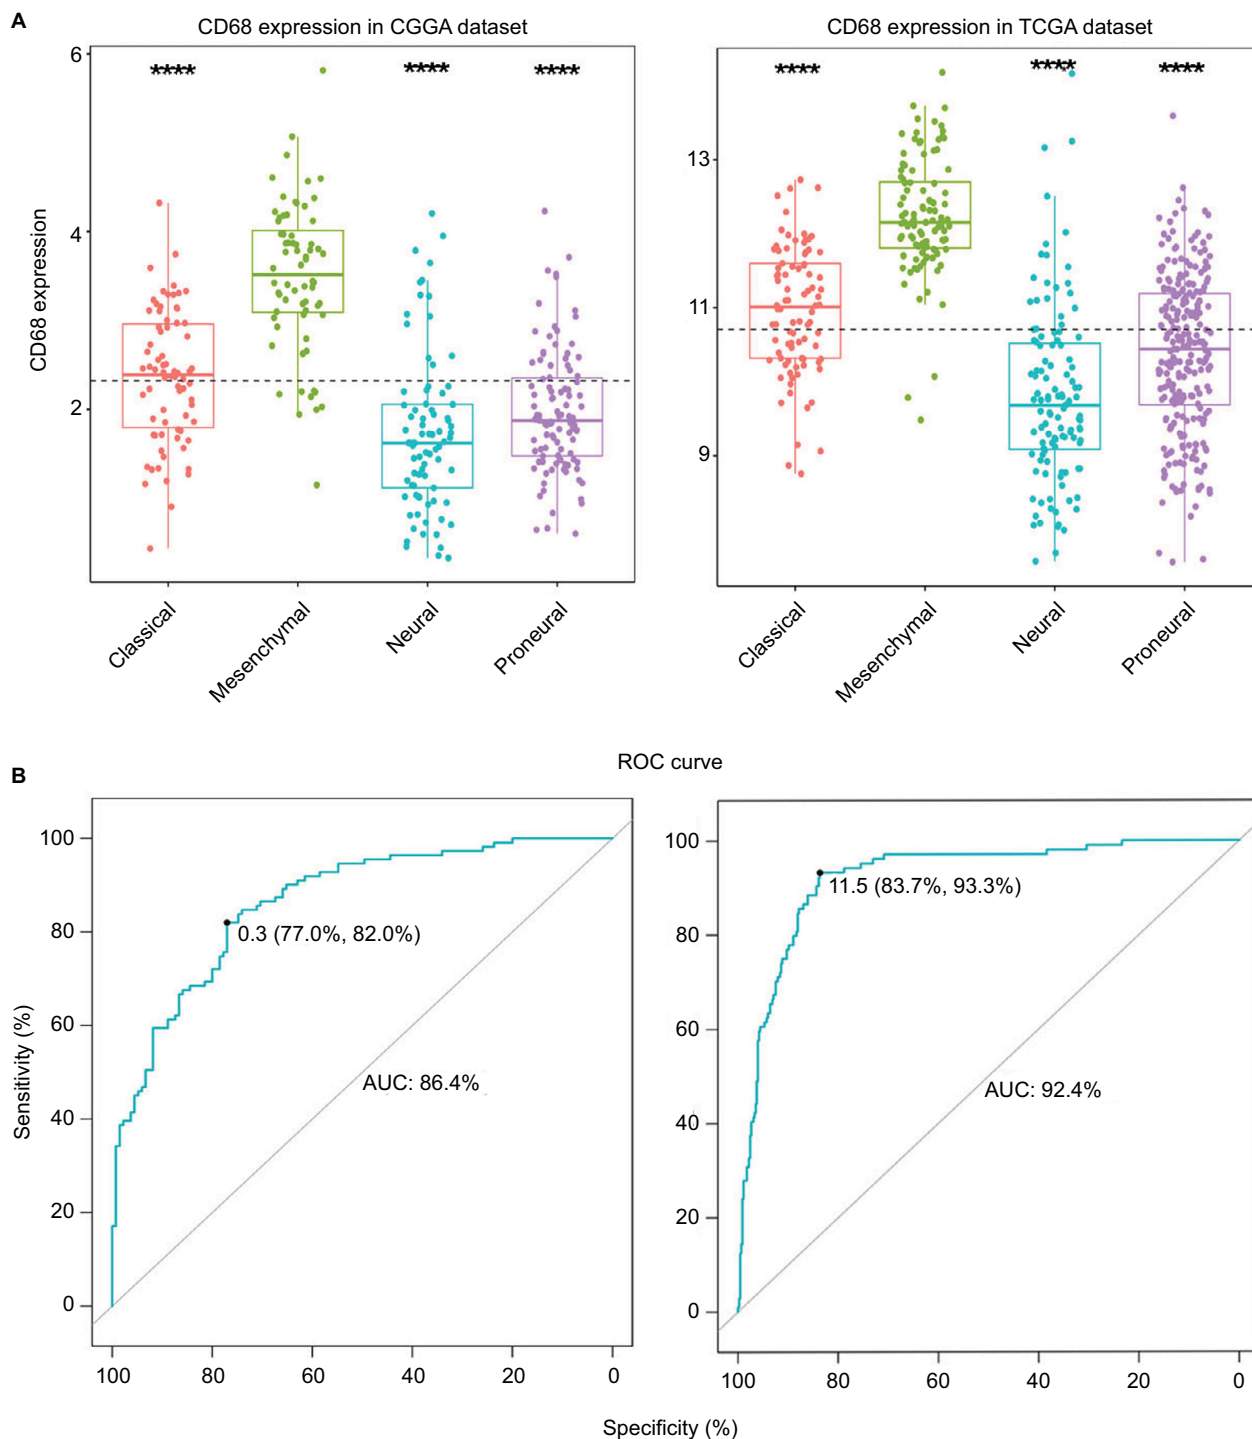 A
CD68 expression in CGGA dataset
CD68 expression in TCGA dataset
CD68 expression
6
4
2
****
****
****
13
11
9
****
****
****
Classical
Mesenchymal
Neural
Proneural
Classical
Mesenchymal
Neural
Proneural
B
ROC curve
Sensitivity (%)
100
80
60
40
20
0
0.3 (77.0%, 82.0%)
AUC: 86.4%
100
80
60
40
20
0
100
80
60
40
20
0
11.5 (83.7%, 93.3%)
AUC: 92.4%
100
80
60
40
20
0
Specificity (%)